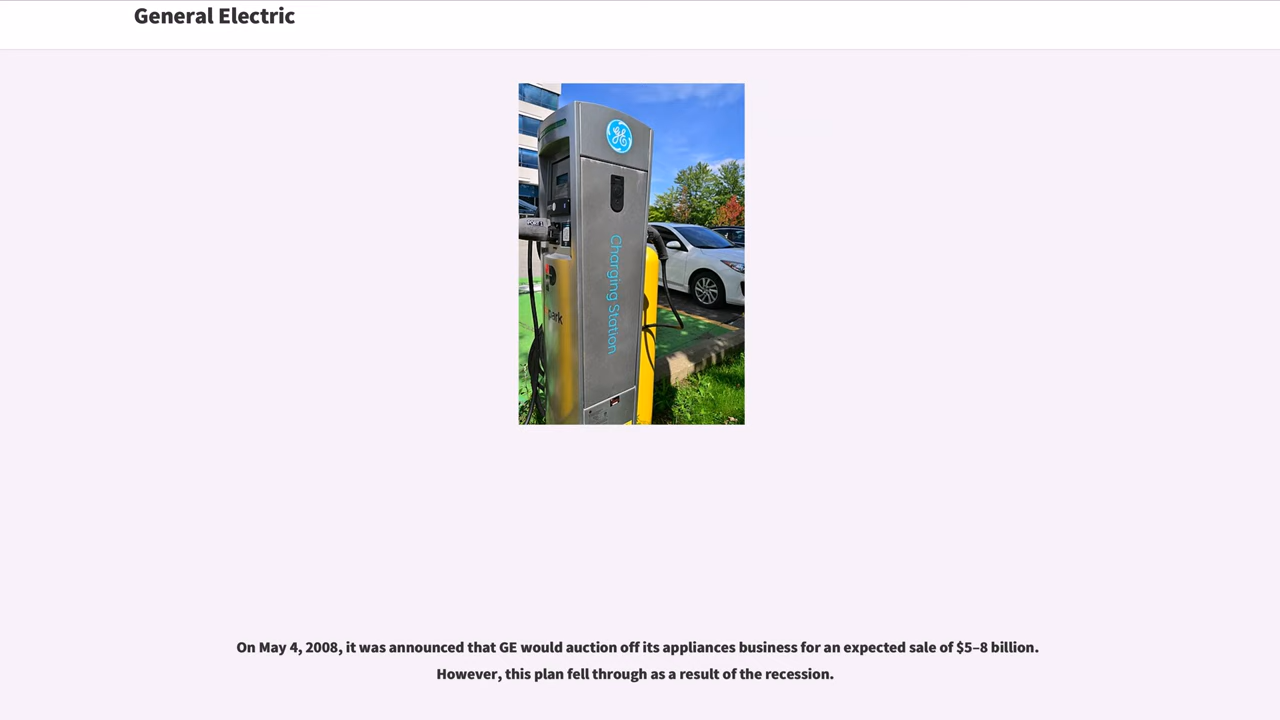 General Electric
GE
Charging Station
park
On May 4, 2008, it was announced that GE would auction off its appliances business for an expected sale of $5–8 billion.
However, this plan fell through as a result of the recession.